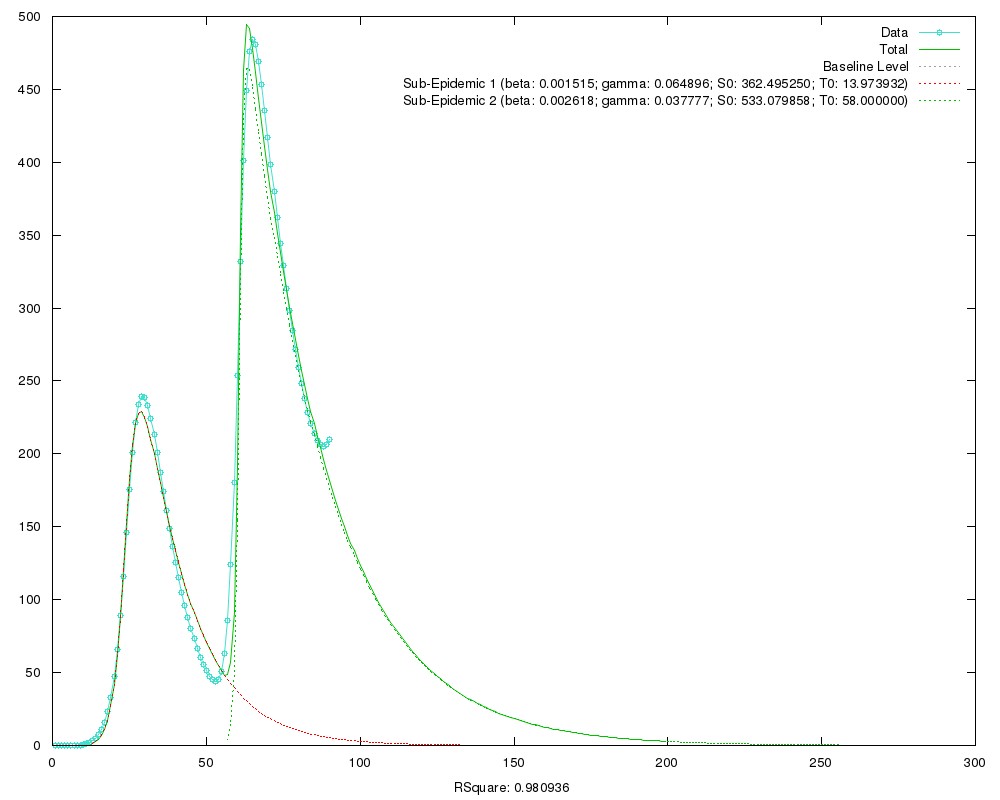 500
450
400
350
300
250
200
150
100
50
0
Data
Total
Baseline Level
Sub-Epidemic 1 (beta: 0.001515; gamma: 0.064896; S0: 362.495250; T0: 13.973932)
Sub-Epidemic 2 (beta: 0.002618; gamma: 0.037777; S0: 533.079858; T0: 58.000000)
0 50 100 150 200 250 300
RSquare: 0.980936